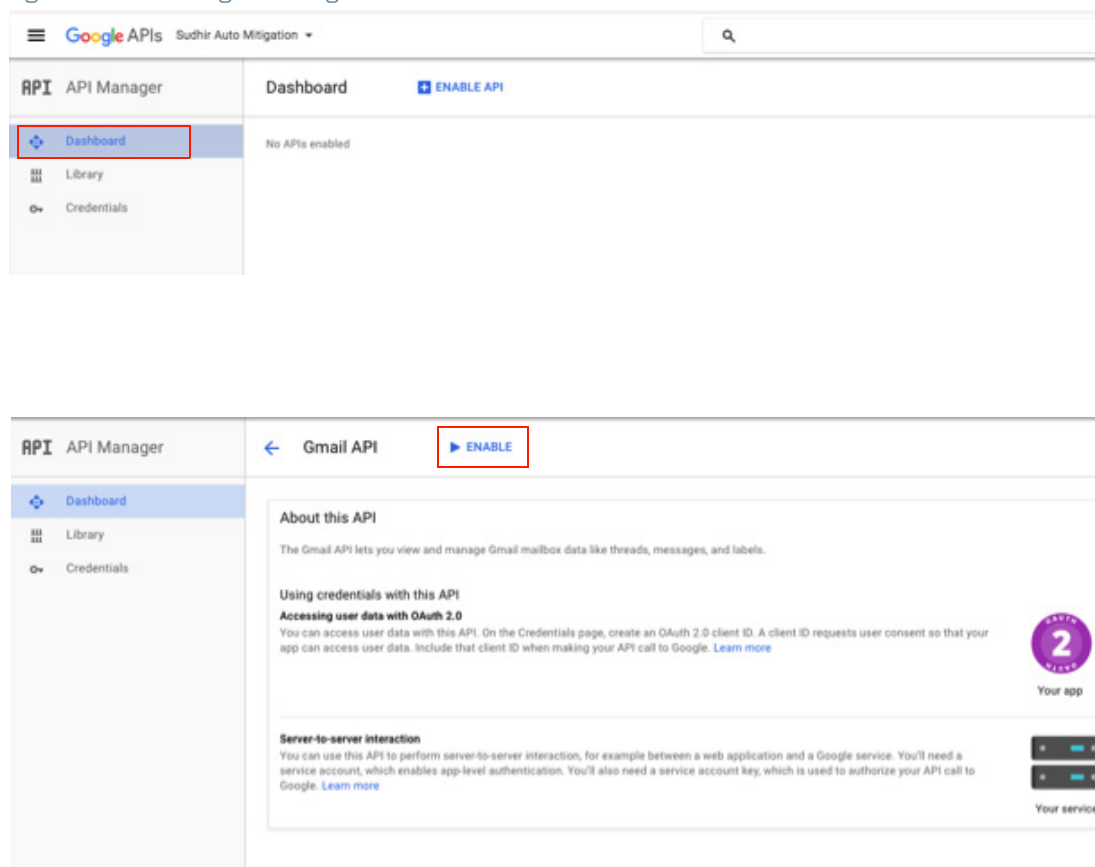 Google APIs Sudhir Auto Mitigation
API API Manager Dashboard ENABLE API
Dashboard
No APIs enabled
Library
Credentials
API API Manager Gmail API ENABLE
Dashboard
Library
Credentials
About this API
The Gmail API lets you view and manage Gmail mailbox data like threads, messages, and labels.
Using credentials with this API
Accessing user data with OAuth 2.0
You can access user data with this API. On the Credentials page, create an OAuth 2.0 client ID. A client ID requests user consent so that your
app can access user data. Include that client ID when making your API call to Google. Learn more
OAUTH
2
OAUTH
Your app
Server-to-server interaction
You can use this API to perform server-to-server interaction, for example between a web application and a Google service. You'll need a
service account, which enables app-level authentication. You'll also need a service account key, which is used to authorize your API call to
Google. Learn more
Your service